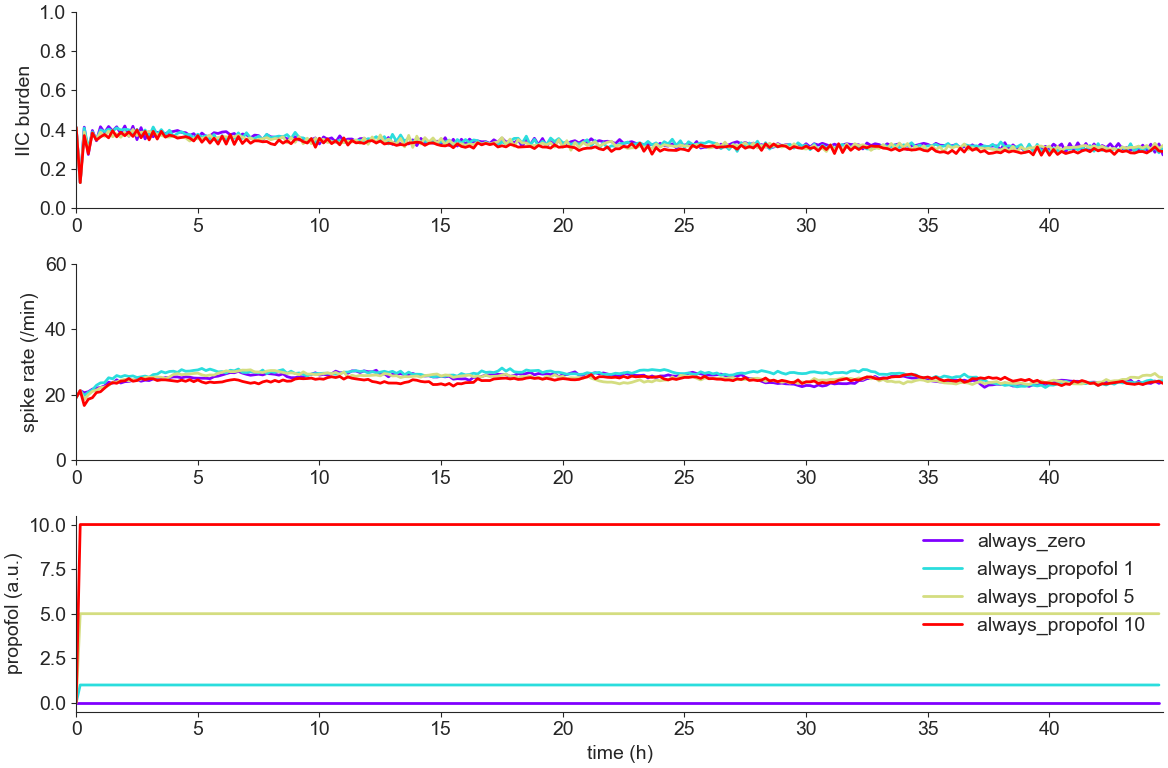 IIC burden
1.0
0.8
0.6
0.4
0.2
0.0
0 5 10 15 20 25 30 35 40
spike rate (/min)
60
40
20
0
0 5 10 15 20 25 30 35 40
propofol (a.u.)
10.0
7.5
5.0
2.5
0.0
always_zero
always_propofol 1
always_propofol 5
always_propofol 10
0 5 10 15 20 25 30 35 40
time (h)